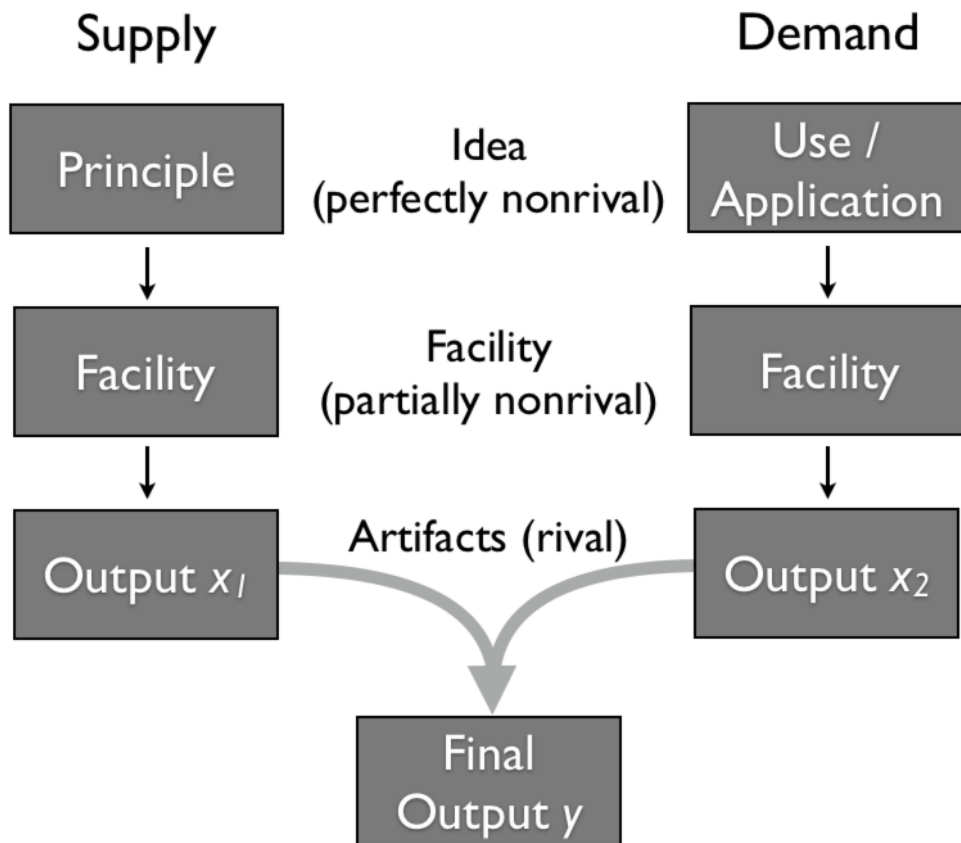 Supply
Demand
Principle
Idea
(perfectly nonrival)
Use /
Application
Facility
Facility
(partially nonrival)
Facility
Output x₁
Artifacts (rival)
Output x₂
Final
Output y